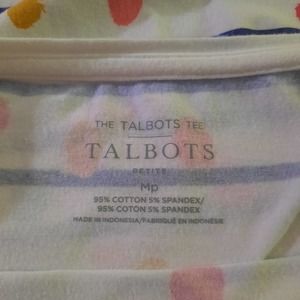 THE TALBOTS TEE
TALBOTS
PETITE
Mp
95% COTTON 5% SPANDEX/
95% COTON 5% SPANDEX
MADE IN INDONESIA/FABRIQUÉ EN INDONÉSIE